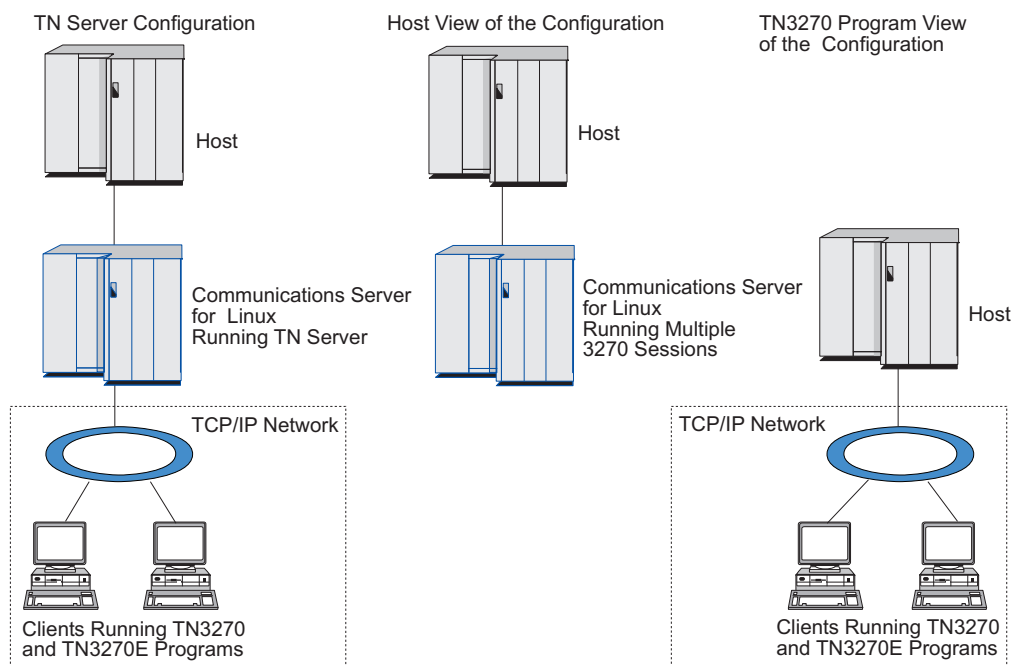 TN Server Configuration
Host
Communications Server
for Linux
Running TN Server
TCP/IP Network
Clients Running TN3270
and TN3270E Programs
Host View of the Configuration
Host
Communications Server
for Linux
Running Multiple
3270 Sessions
TN3270 Program View
of the Configuration
Host
TCP/IP Network
Clients Running TN3270
and TN3270E Programs